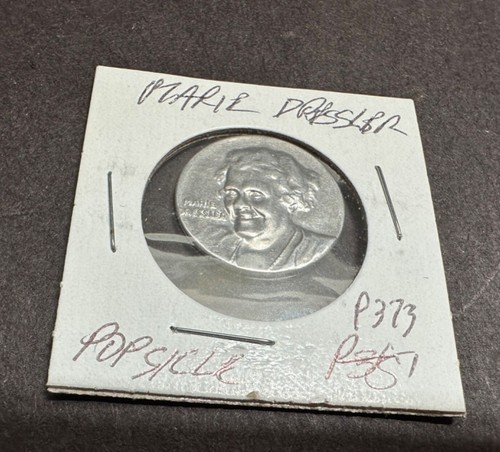 MARIE DRESSLER
MARIE
DRESSLER
P373
POPSICLE